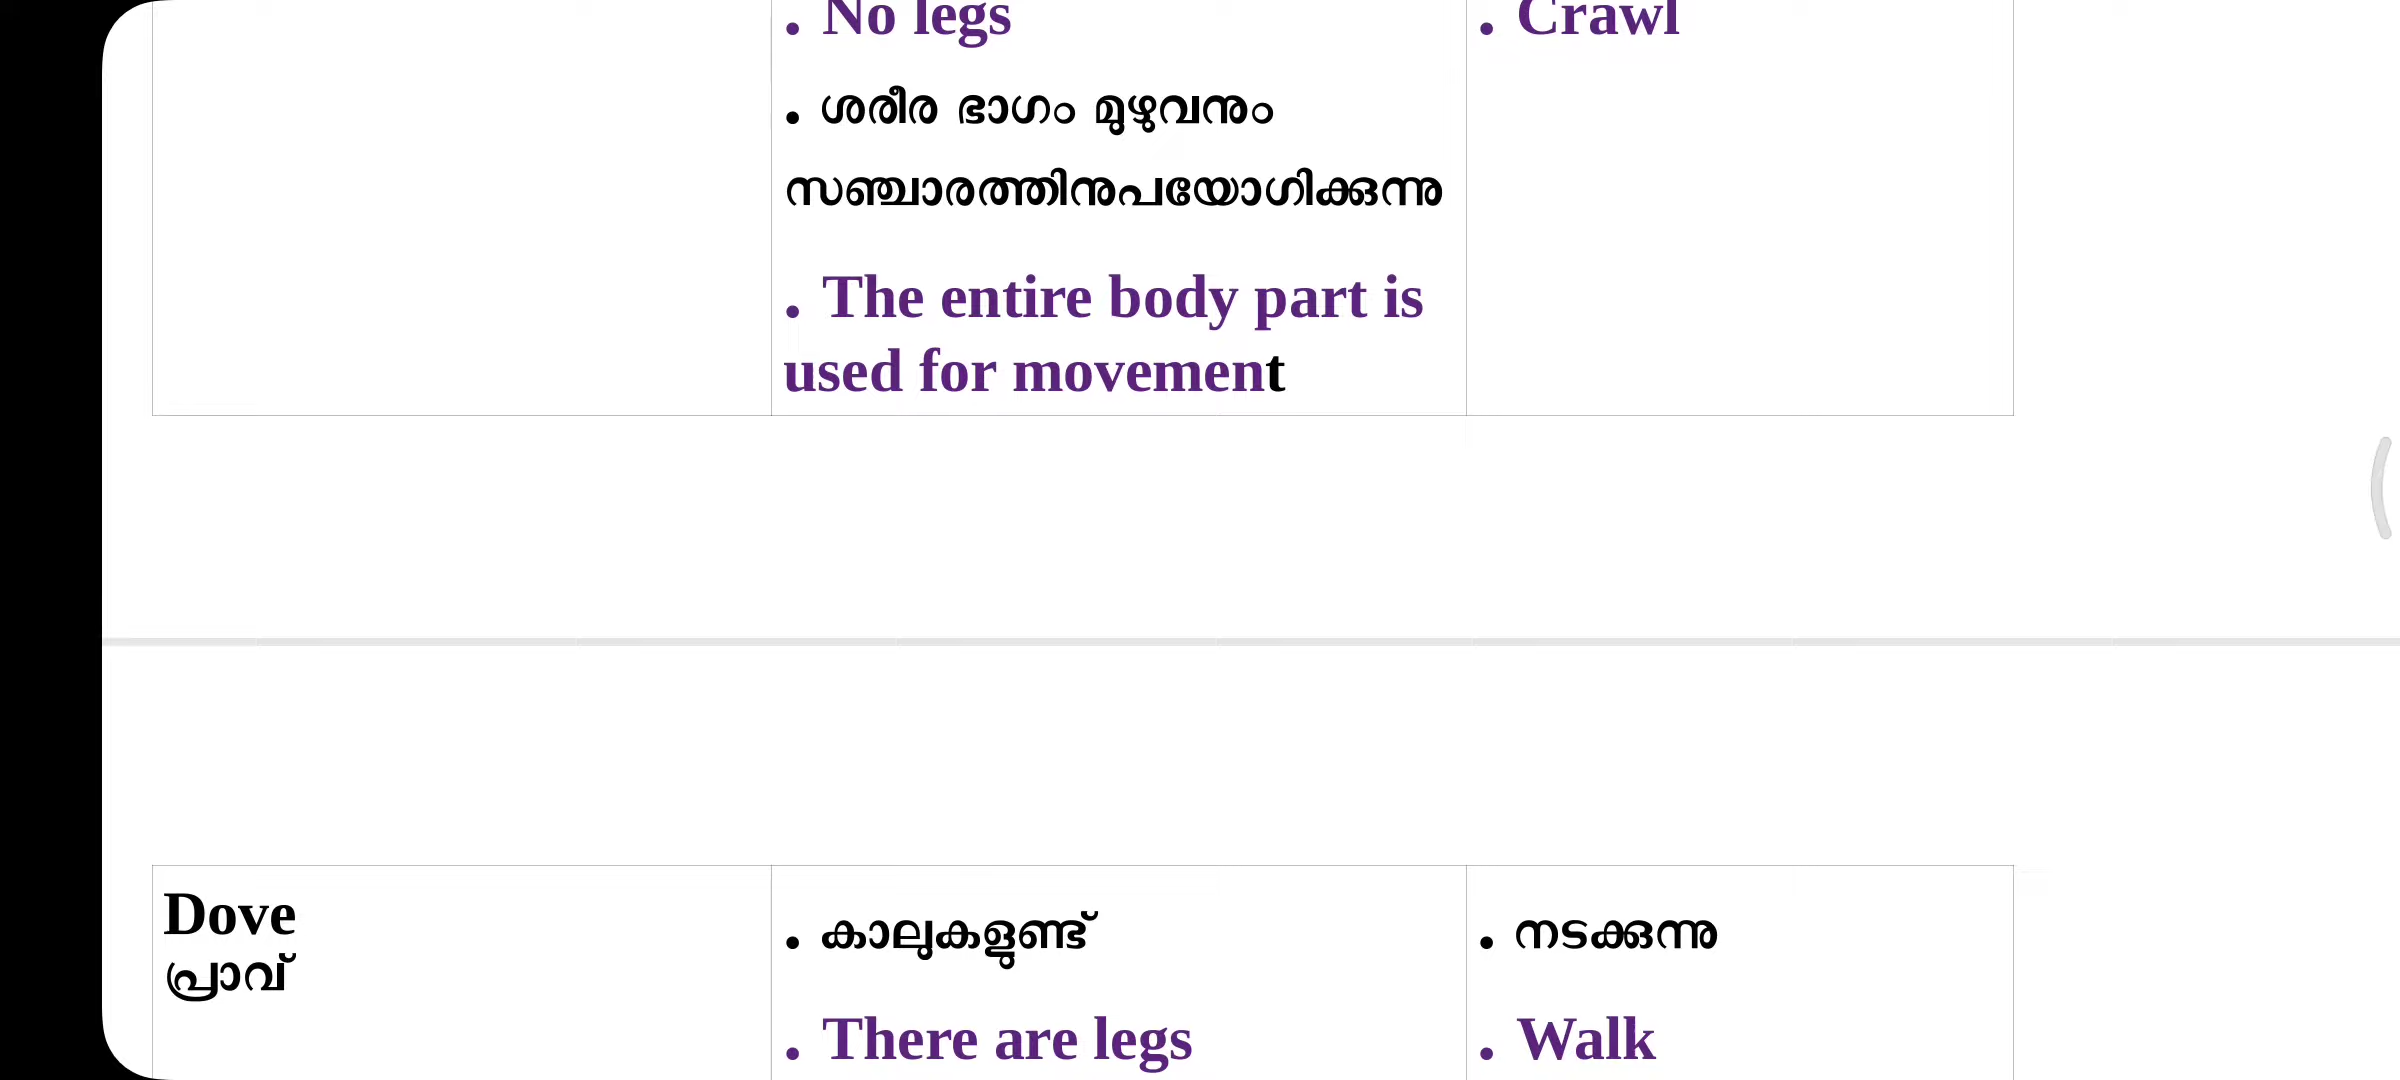 . No legs
. Crawl
. ശരീര ഭാഗം മുഴുവനും
സഞ്ചാരത്തിനുപയോഗിക്കുന്നു
. The entire body part is
used for movement
Dove
പ്രാവ്
. കാലുകളുണ്ട്
. There are legs
. നടക്കുന്നു
. Walk